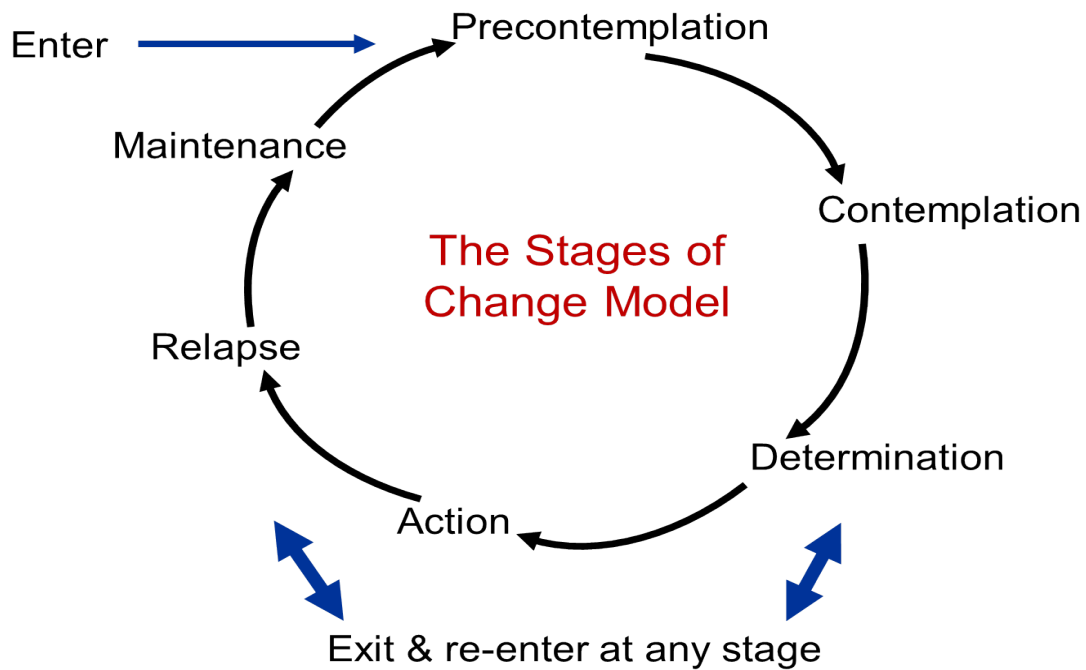 Enter
Precontemplation
Maintenance
Contemplation
The Stages of
Change Model
Relapse
Determination
Action
Exit & re-enter at any stage